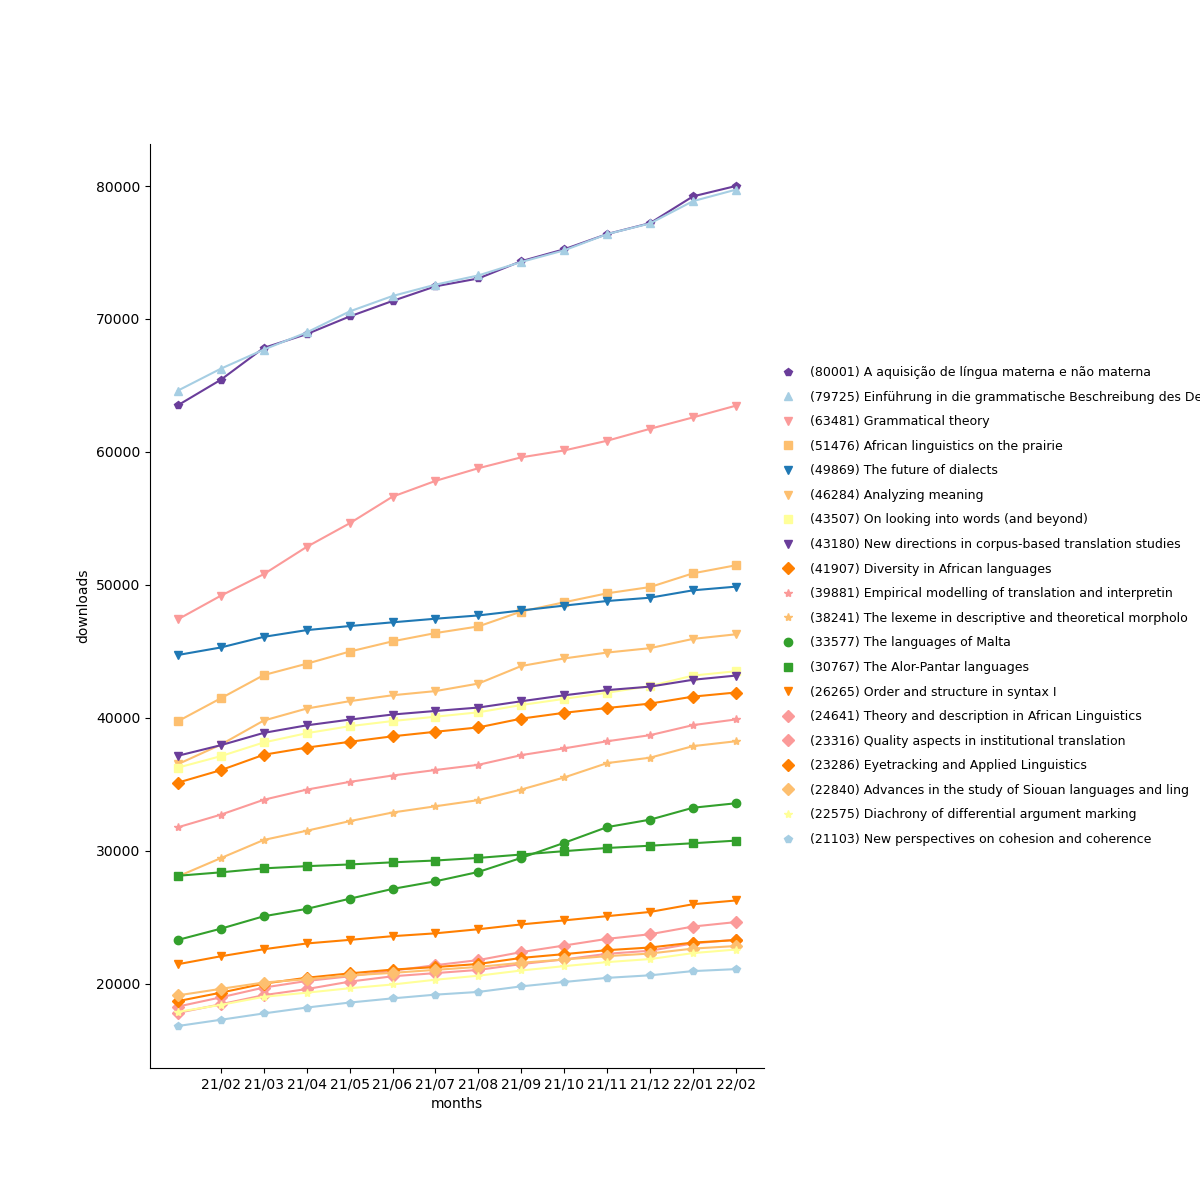 80000
70000
60000
50000
40000
30000
20000
downloads
21/02 21/03 21/04 21/05 21/06 21/07 21/08 21/09 21/10 21/11 21/12 22/01 22/02
months
(80001) A aquisição de língua materna e não materna
(79725) Einführung in die grammatische Beschreibung des De
(63481) Grammatical theory
(51476) African linguistics on the prairie
(49869) The future of dialects
(46284) Analyzing meaning
(43507) On looking into words (and beyond)
(43180) New directions in corpus-based translation studies
(41907) Diversity in African languages
(39881) Empirical modelling of translation and interpretin
(38241) The lexeme in descriptive and theoretical morpholo
(33577) The languages of Malta
(30767) The Alor-Pantar languages
(26265) Order and structure in syntax I
(24641) Theory and description in African Linguistics
(23316) Quality aspects in institutional translation
(23286) Eyetracking and Applied Linguistics
(22840) Advances in the study of Siouan languages and ling
(22575) Diachrony of differential argument marking
(21103) New perspectives on cohesion and coherence